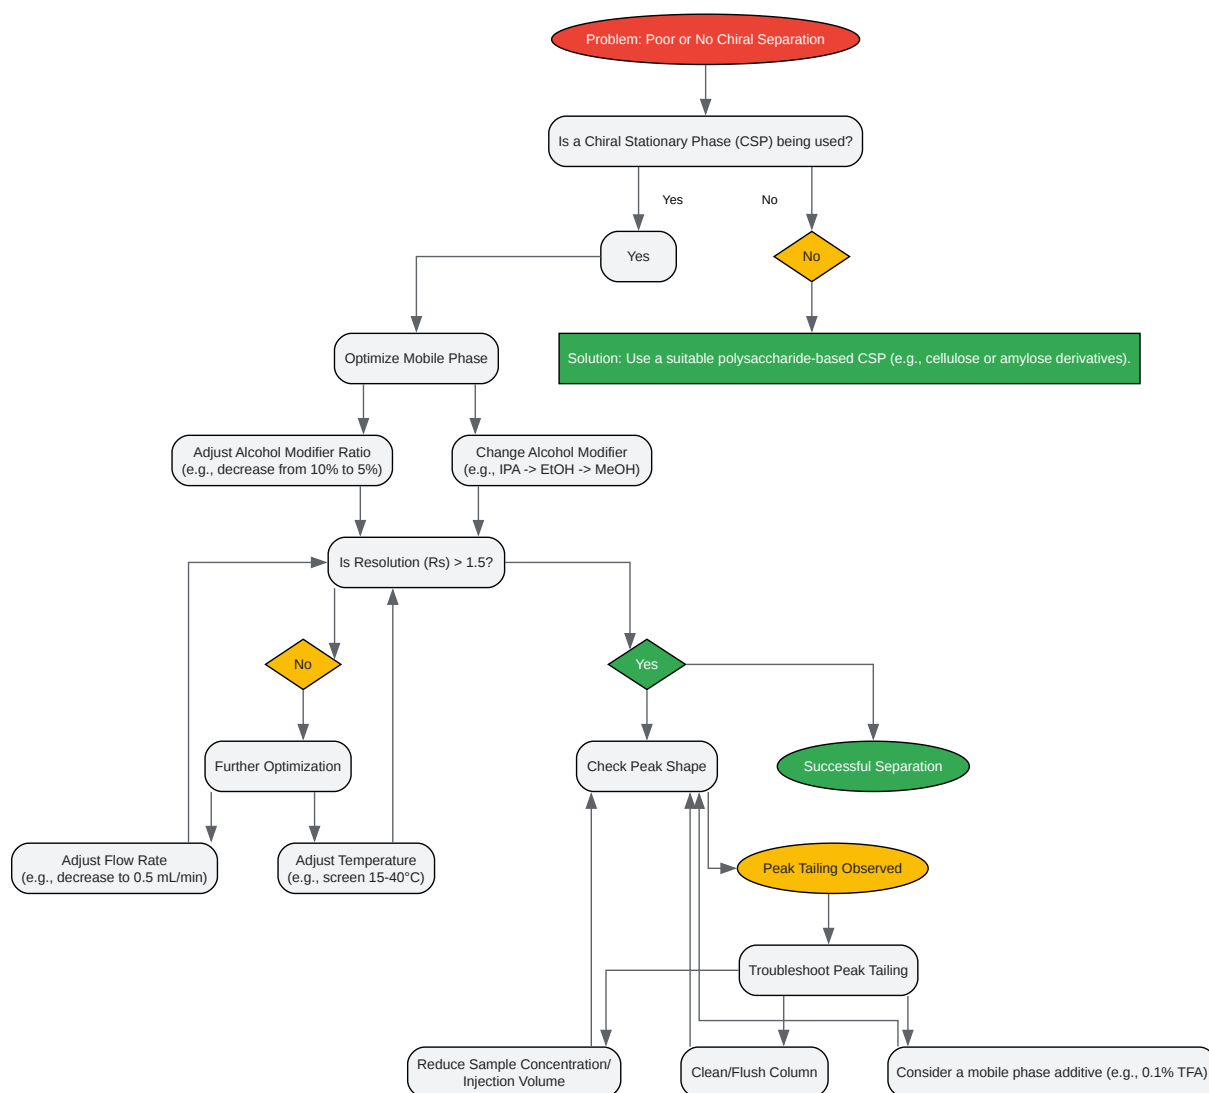 Problem: Poor or No Chiral Separation
Is a Chiral Stationary Phase (CSP) being used?
Yes
No
Yes
No
Optimize Mobile Phase
Solution: Use a suitable polysaccharide-based CSP (e.g., cellulose or amylose derivatives).
Adjust Alcohol Modifier Ratio
(e.g., decrease from 10% to 5%)
Change Alcohol Modifier
(e.g., IPA -> EtOH -> MeOH)
Is Resolution (Rs) > 1.5?
No
Yes
Further Optimization
Check Peak Shape
Successful Separation
Adjust Flow Rate
(e.g., decrease to 0.5 mL/min)
Adjust Temperature
(e.g., screen 15-40°C)
Peak Tailing Observed
Troubleshoot Peak Tailing
Reduce Sample Concentration/
Injection Volume
Clean/Flush Column
Consider a mobile phase additive (e.g., 0.1% TFA)